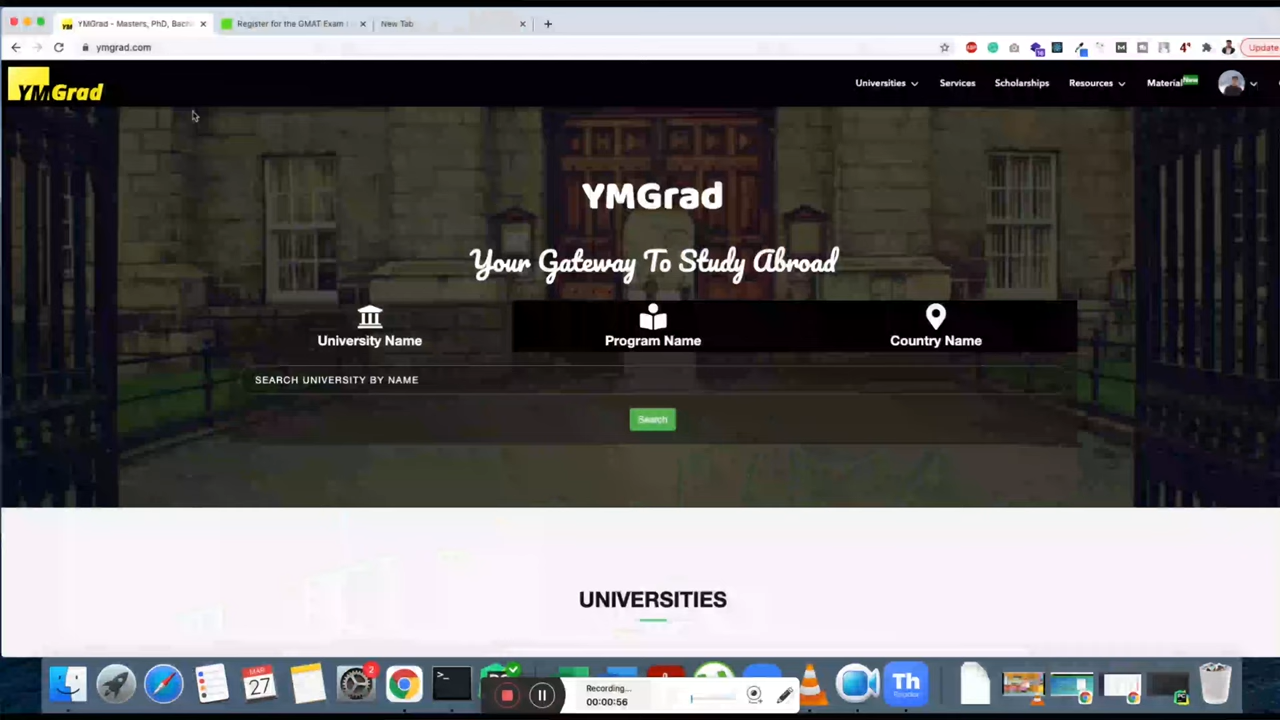 YMGrad - Masters, PhD, Bach
Register for the GMAT Exam
New Tab
ymgrad.com
Update
YMGrad
Universities
Services
Scholarships
Resources
Material New
YMGrad
Your Gateway To Study Abroad
University Name
Program Name
Country Name
SEARCH UNIVERSITY BY NAME
Search
UNIVERSITIES
MAR
27
2
Th
Recording...
00:00:56